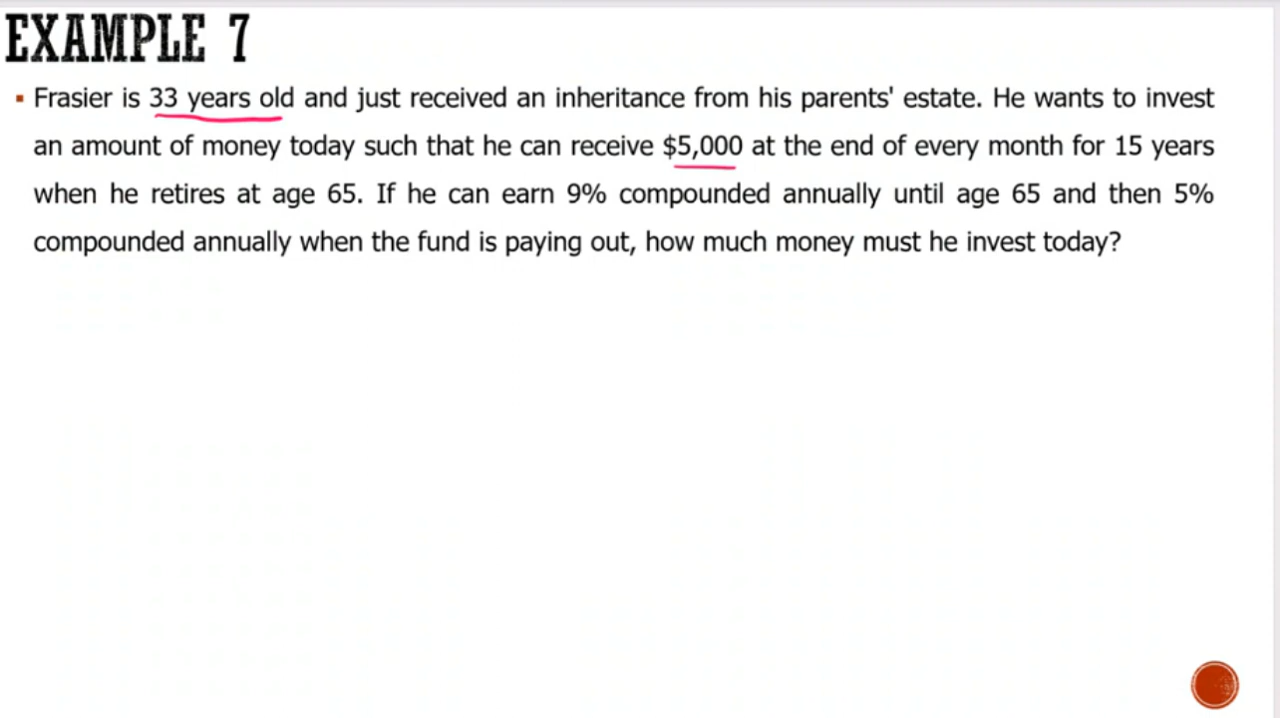 EXAMPLE 7
▪ Frasier is 33 years old and just received an inheritance from his parents' estate. He wants to invest
an amount of money today such that he can receive $5,000 at the end of every month for 15 years
when he retires at age 65. If he can earn 9% compounded annually until age 65 and then 5%
compounded annually when the fund is paying out, how much money must he invest today?